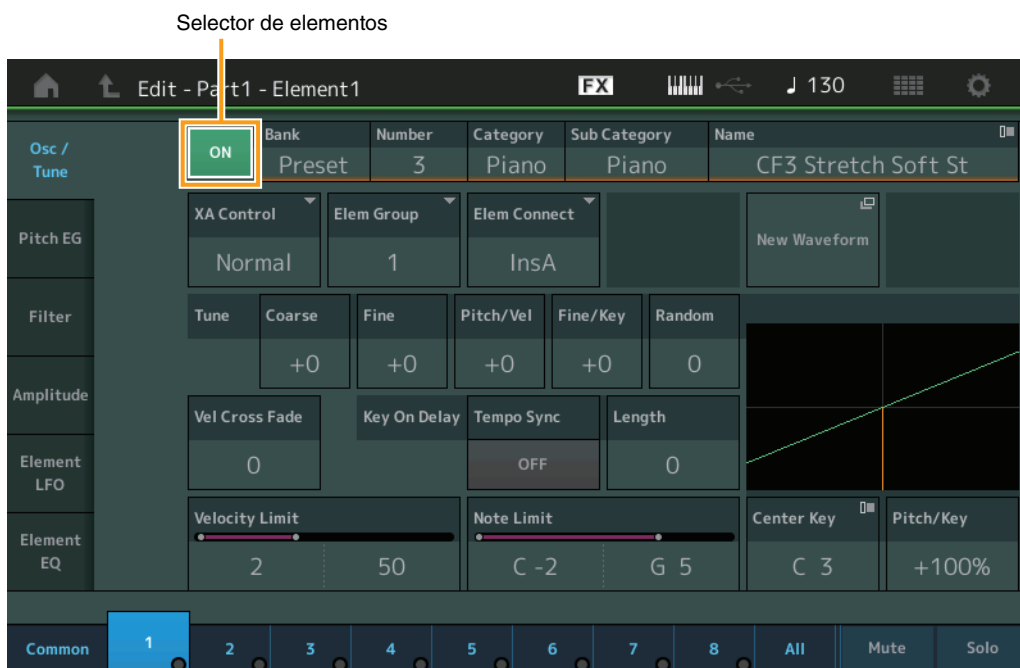 Selector de elementos
Edit - Part1 - Element1 FX 130
Osc / Tune
ON
Bank Number Category Sub Category Name
Preset 3 Piano Piano CF3 Stretch Soft St
Pitch EG
XA Control Elem Group Elem Connect New Waveform
Normal 1 InsA
Filter
Tune Coarse Fine Pitch/Vel Fine/Key Random
+0 +0 +0 +0 0
Amplitude
Vel Cross Fade Key On Delay Tempo Sync Length
0 OFF 0
Element LFO
Velocity Limit Note Limit Center Key Pitch/Key
2 50 C -2 G 5 C 3 +100%
Element EQ
Common 1 2 3 4 5 6 7 8 All Mute Solo